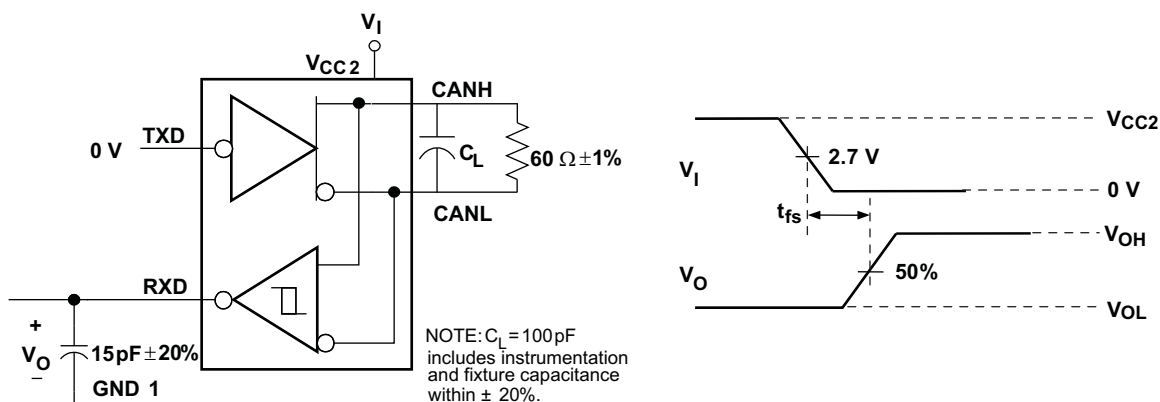 V_I
V_CC2
CANH
TXD
0 V
C_L
60 Ω ±1%
CANL
RXD
+
V_O
−
15pF±20%
GND 1
NOTE: C_L = 100 pF
includes instrumentation
and fixture capacitance
within ± 20%.
V_CC2
2.7 V
V_I
0 V
t_fs
V_OH
V_O
50%
V_OL